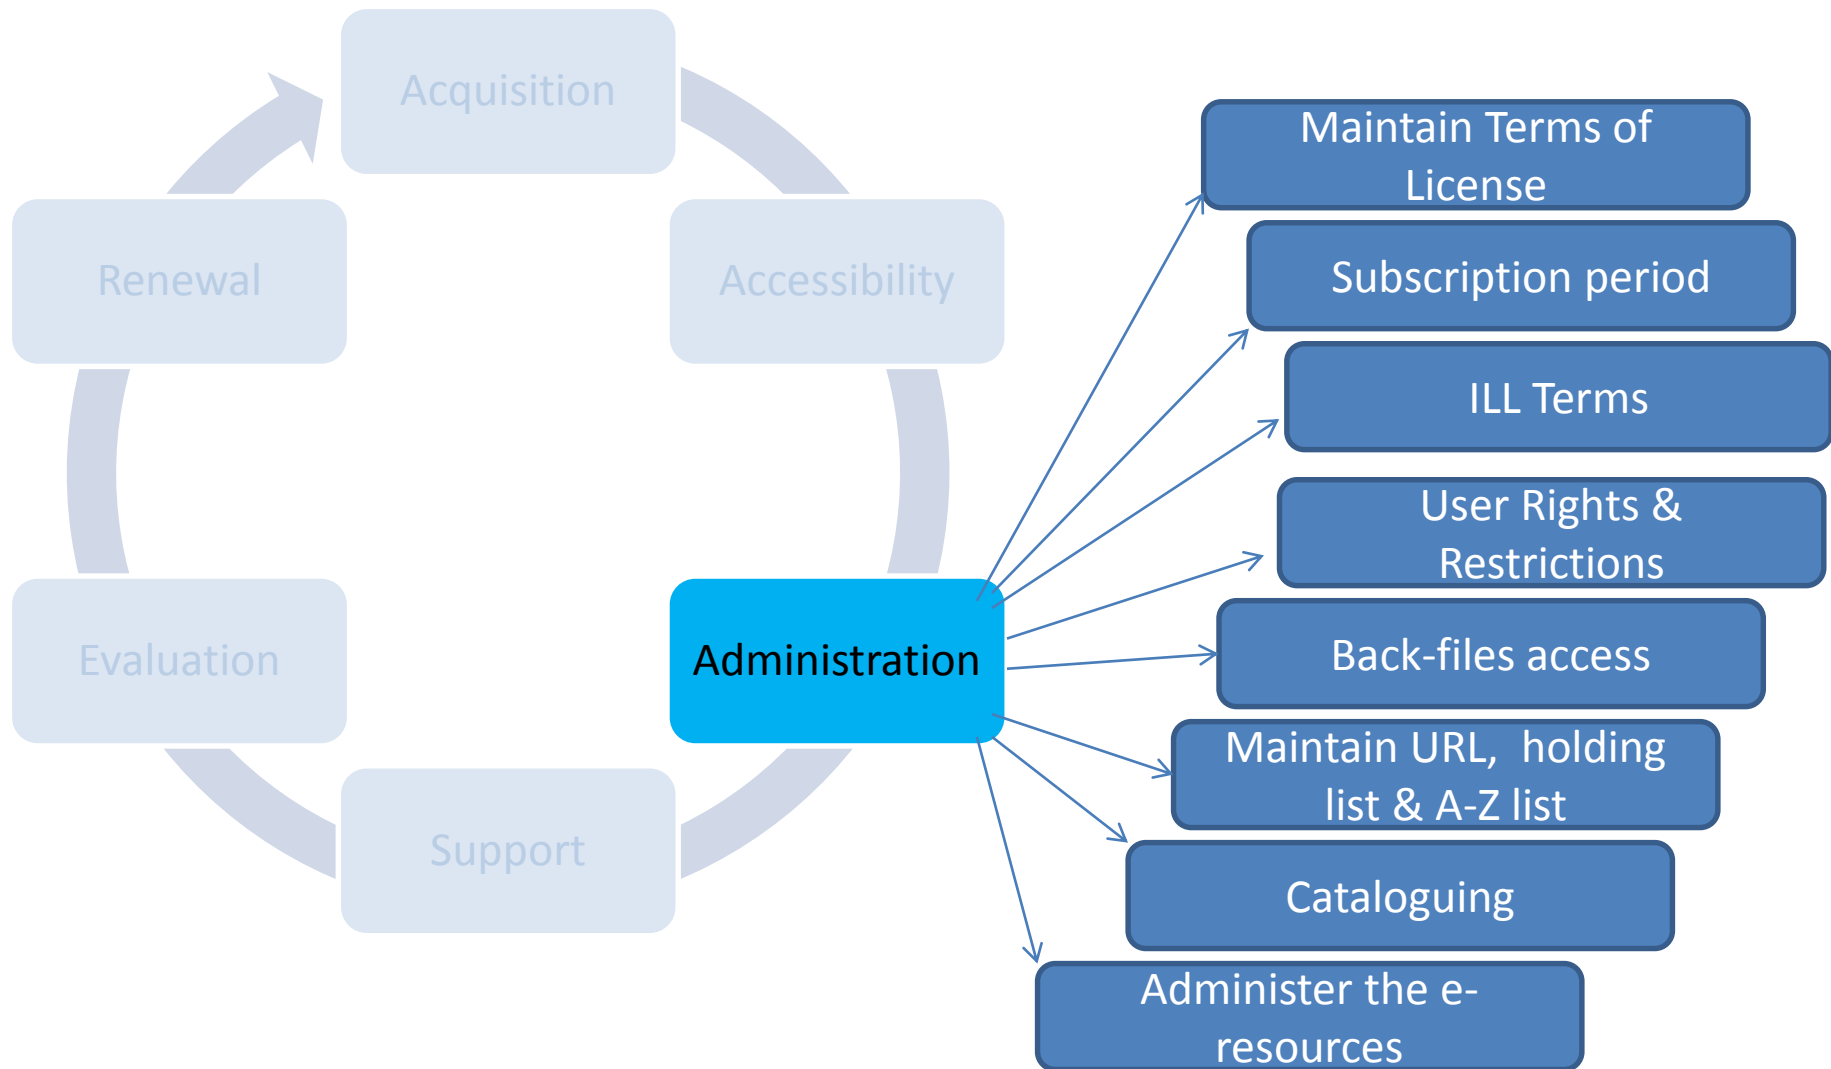 Acquisition
Accessibility
Administration
Support
Evaluation
Renewal
Maintain Terms of
License
Subscription period
ILL Terms
User Rights &
Restrictions
Back-files access
Maintain URL,  holding
list & A-Z list
Cataloguing
Administer the e-
resources